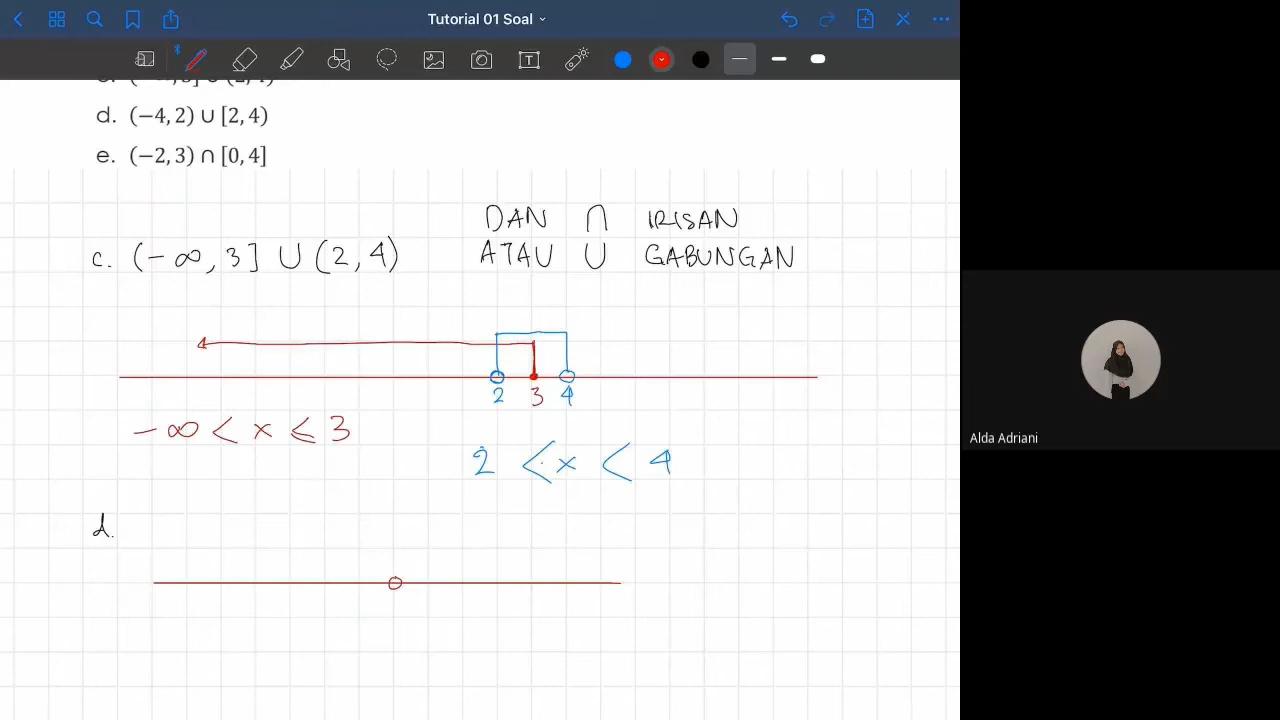 Tutorial 01 Soal
d. (−4, 2) ∪ [2, 4)
e. (−2, 3) ∩ [0, 4]
DAN ∩ IRISAN
c. (-∞, 3] ∪ (2, 4) ATAU ∪ GABUNGAN
2 3 4
-∞ < x ≤ 3
2 < x < 4
d.
Alda Adriani